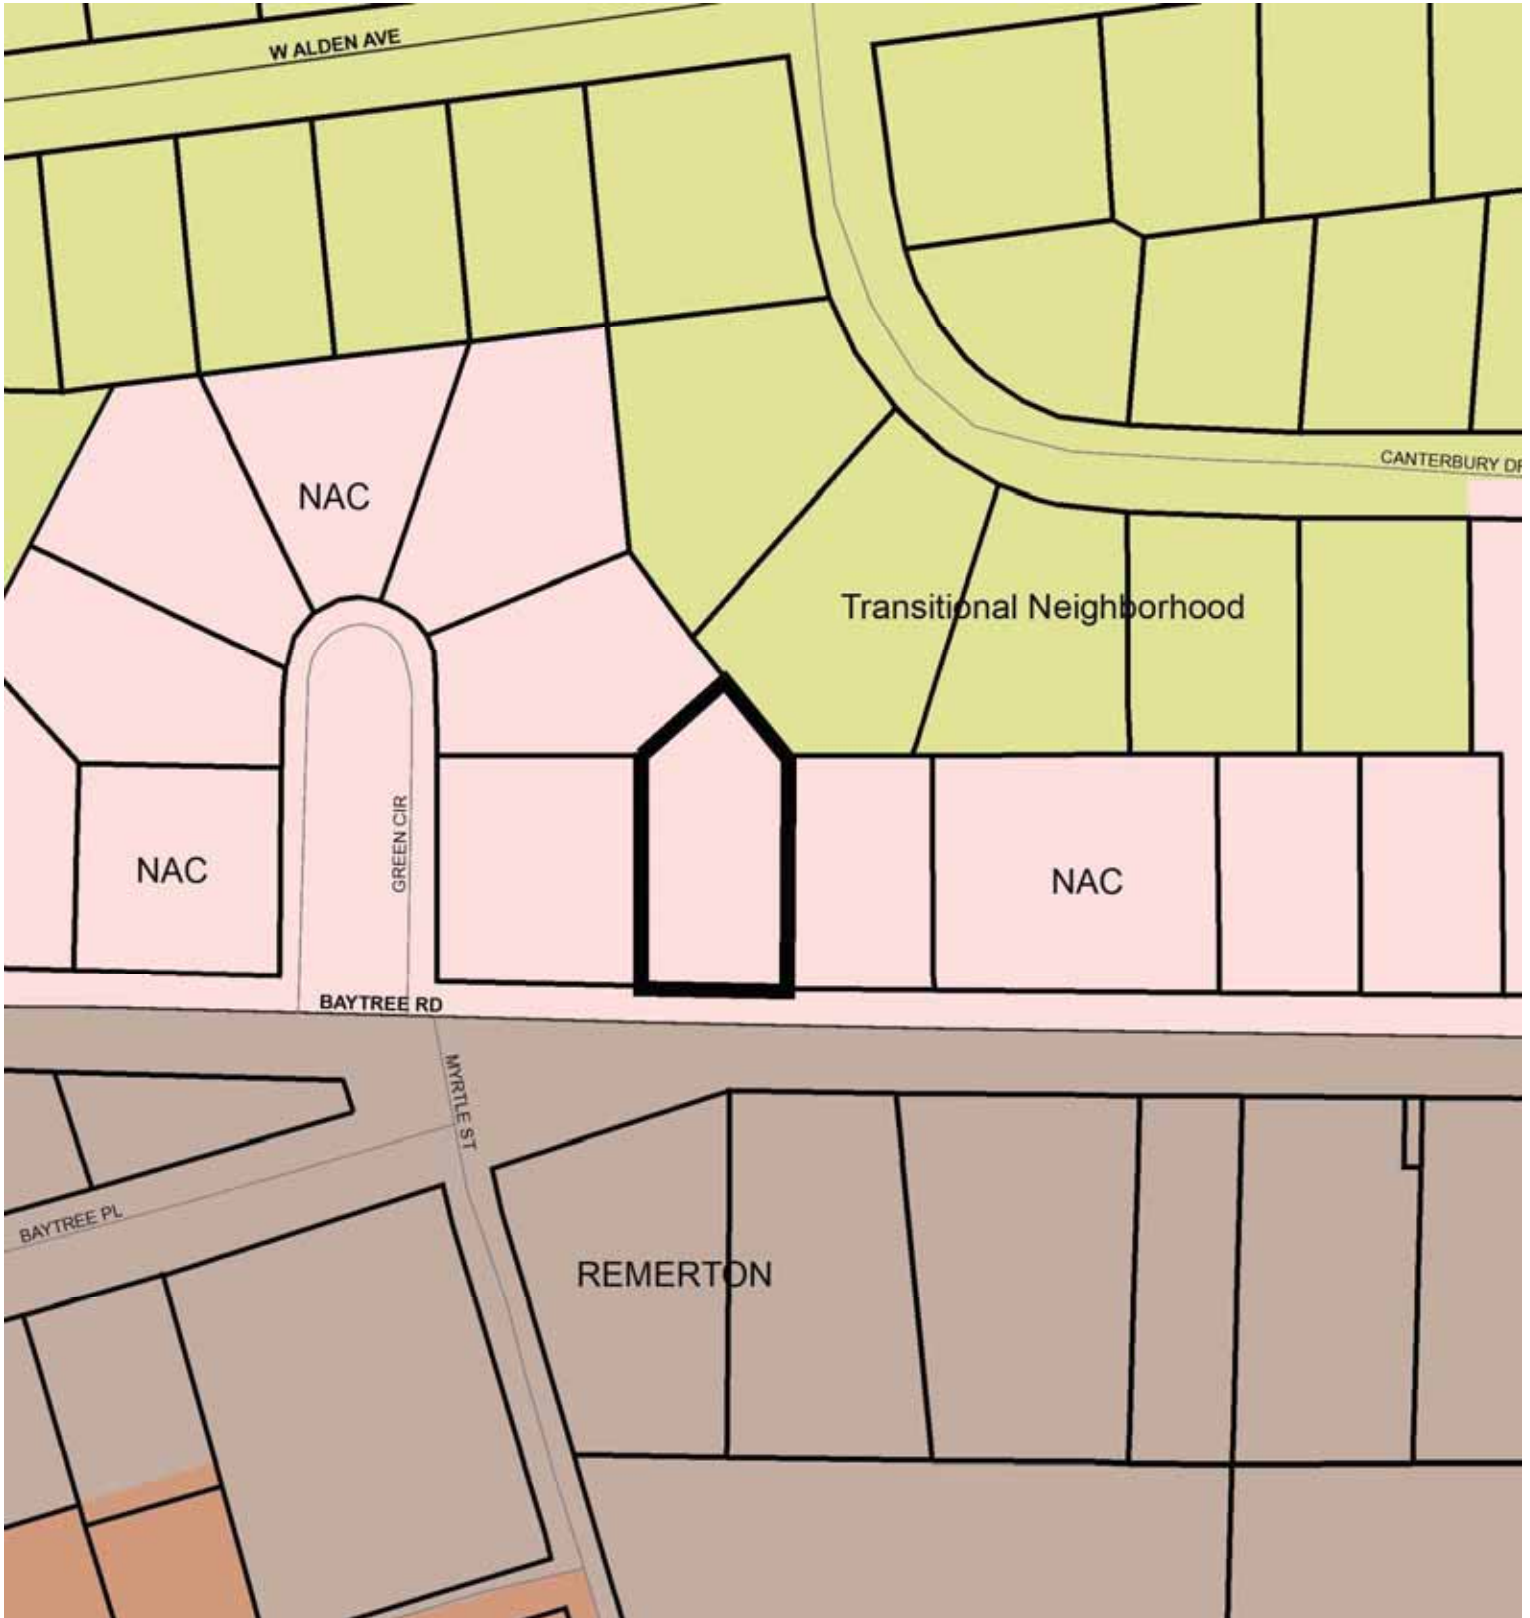 W ALDEN AVE
CANTERBURY DR
NAC
Transitional Neighborhood
GREEN CIR
NAC
NAC
BAYTREE RD
MYRTLE ST
BAYTREE PL
REMERTON